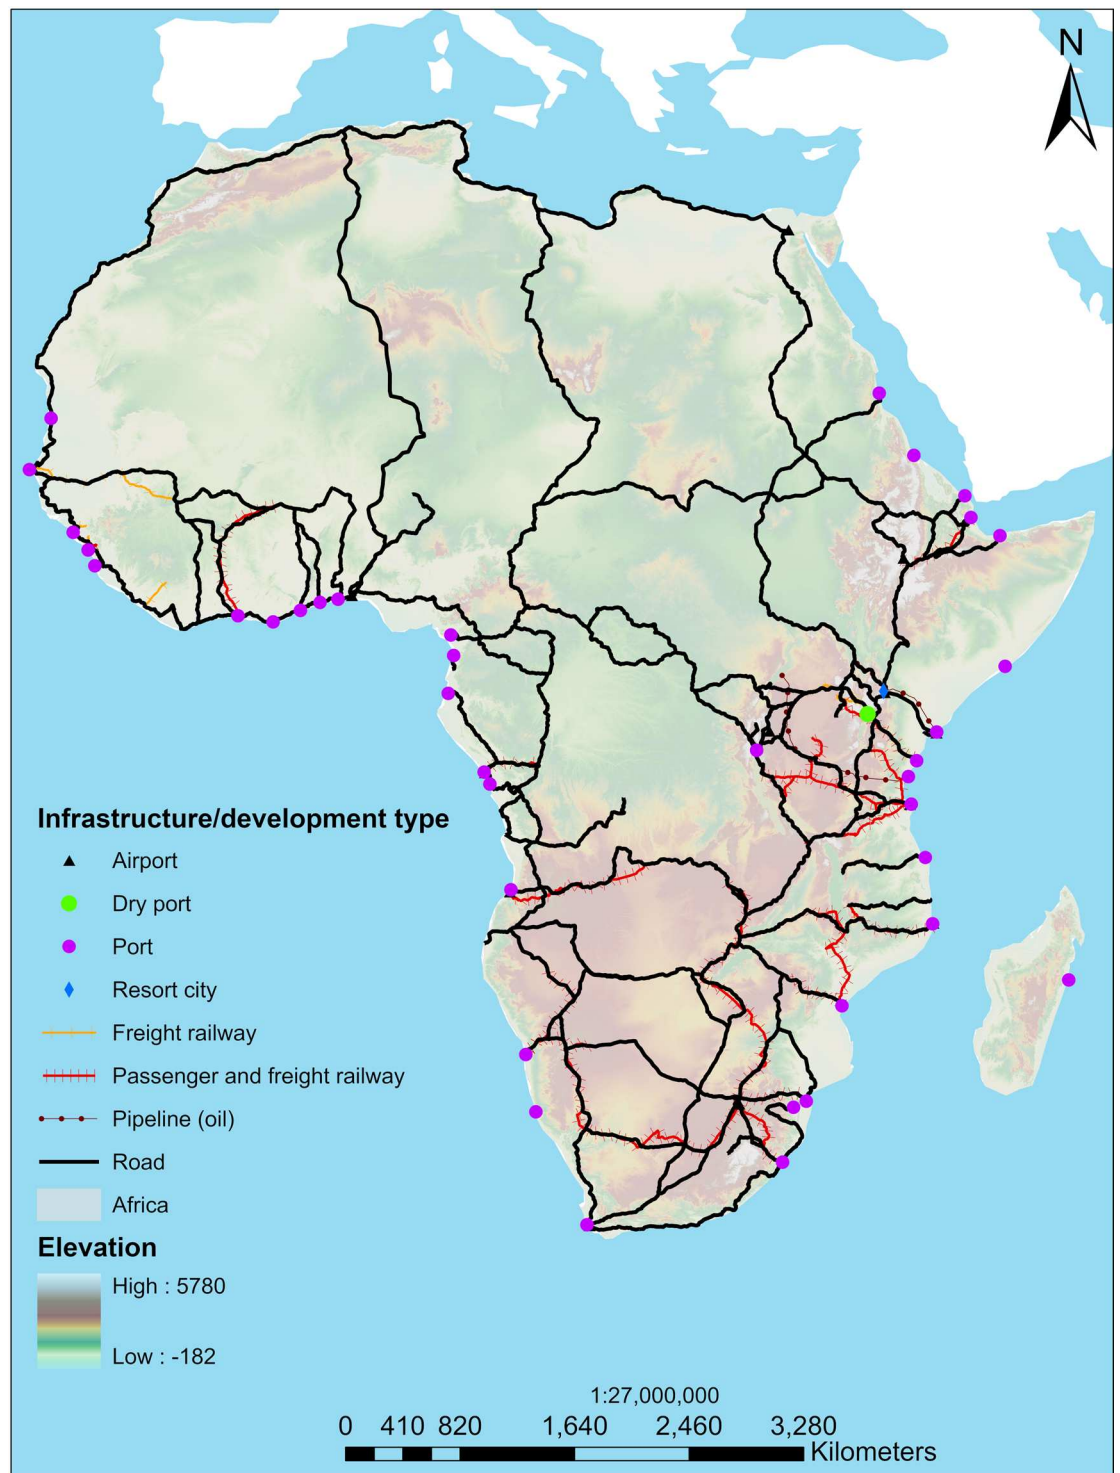 N
Infrastructure/development type
Airport
Dry port
Port
Resort city
Freight railway
Passenger and freight railway
Pipeline (oil)
Road
Africa
Elevation
High : 5780
Low : -182
1:27,000,000
0 410 820 1,640 2,460 3,280
Kilometers